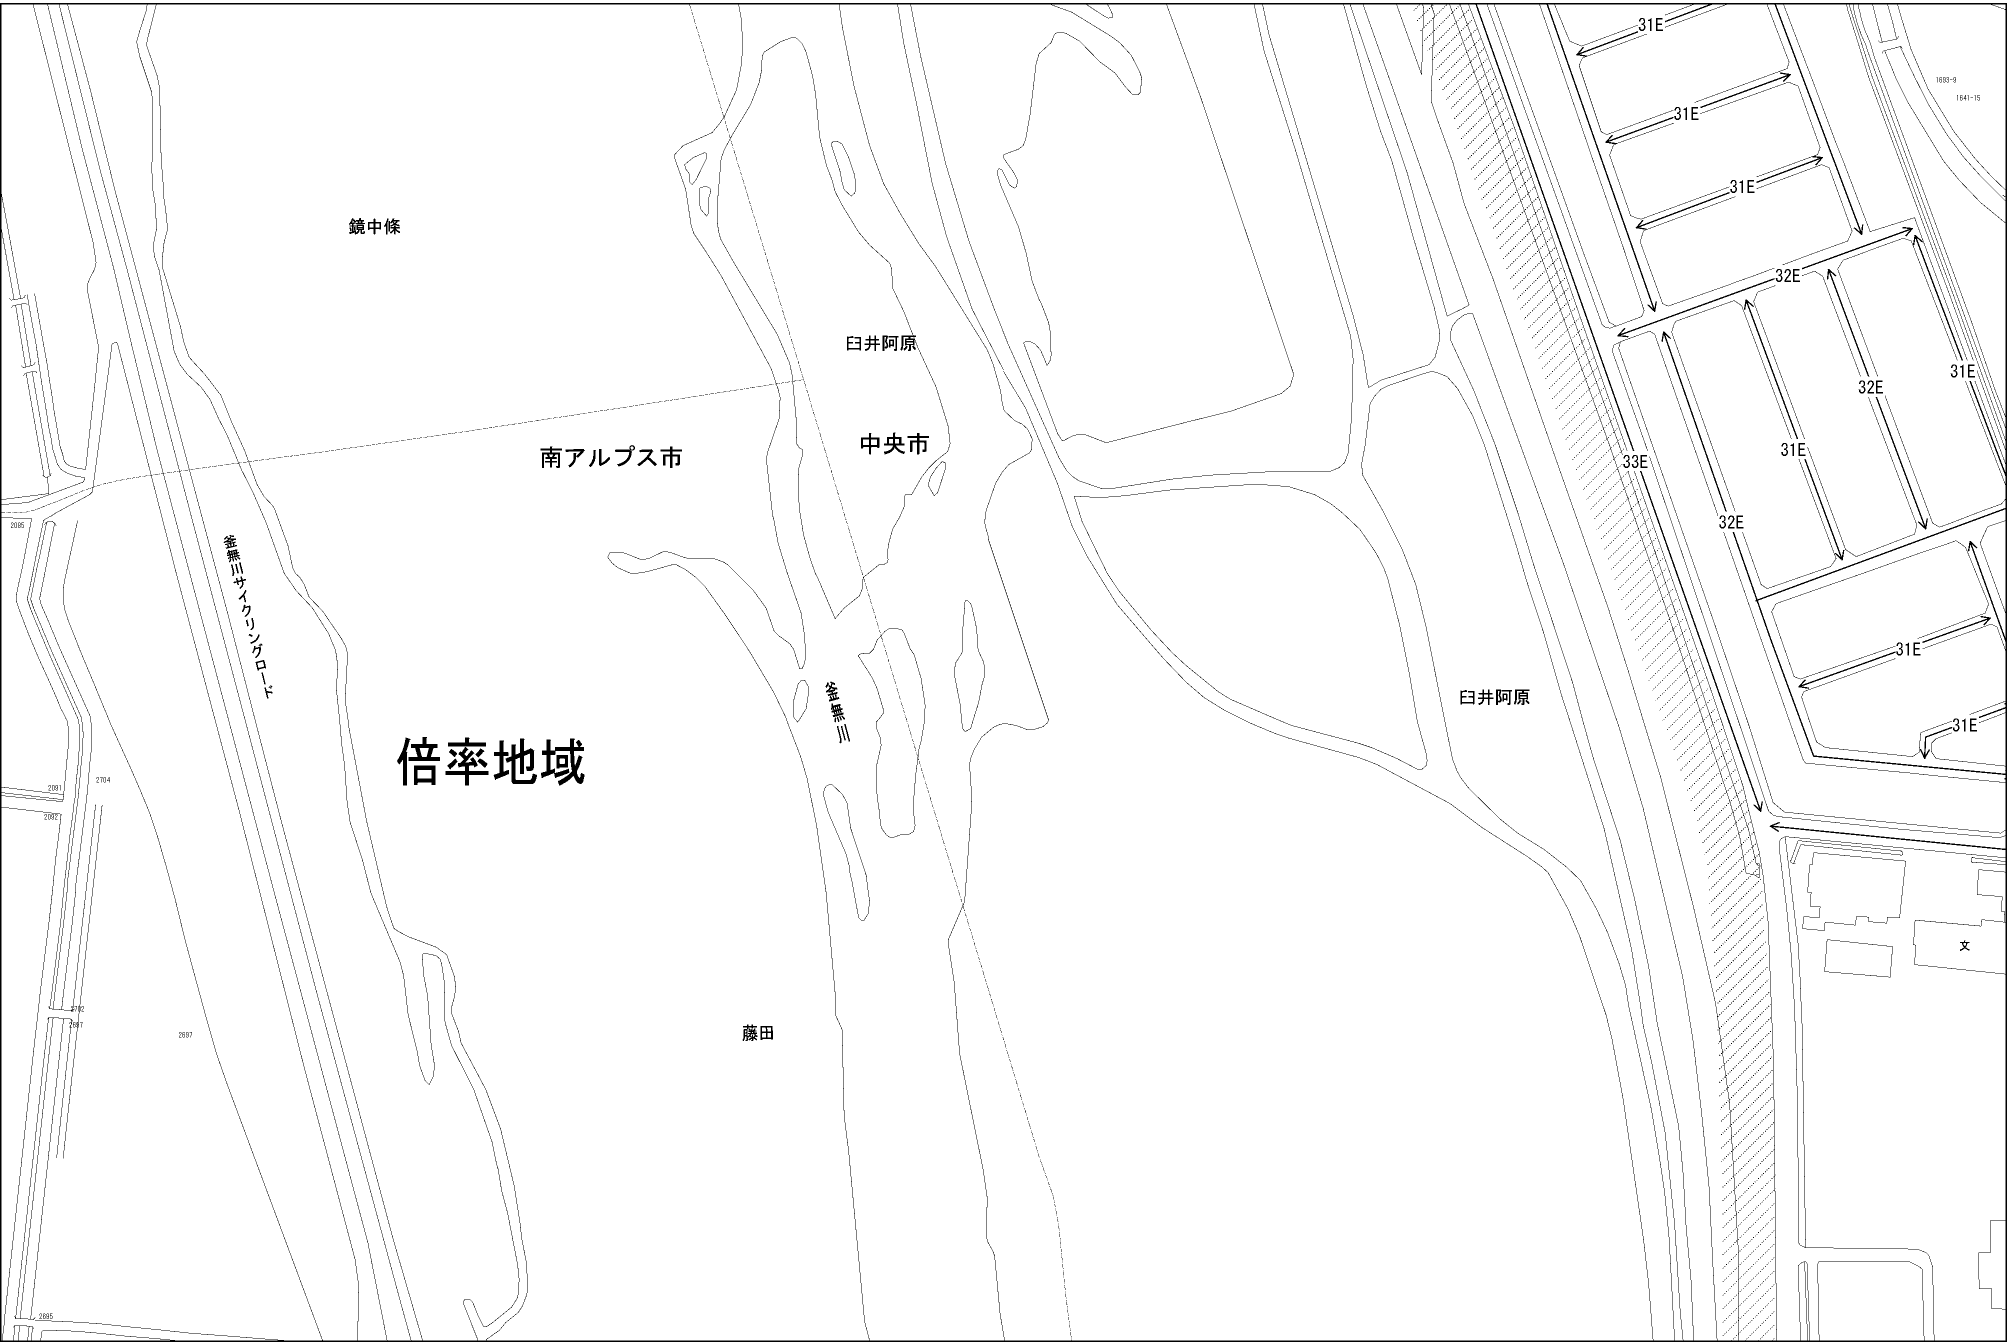 31E
1693-9
1641-15
31E
31E
鏡中條
32E
臼井阿原
31E
32E
中央市
31E
南アルプス市
33E
32E
2085
釜無川サイクリングロード
31E
臼井阿原
釜無川
31E
倍率地域
2704
2091
2092
文
2702
2697
藤田
2697
2695